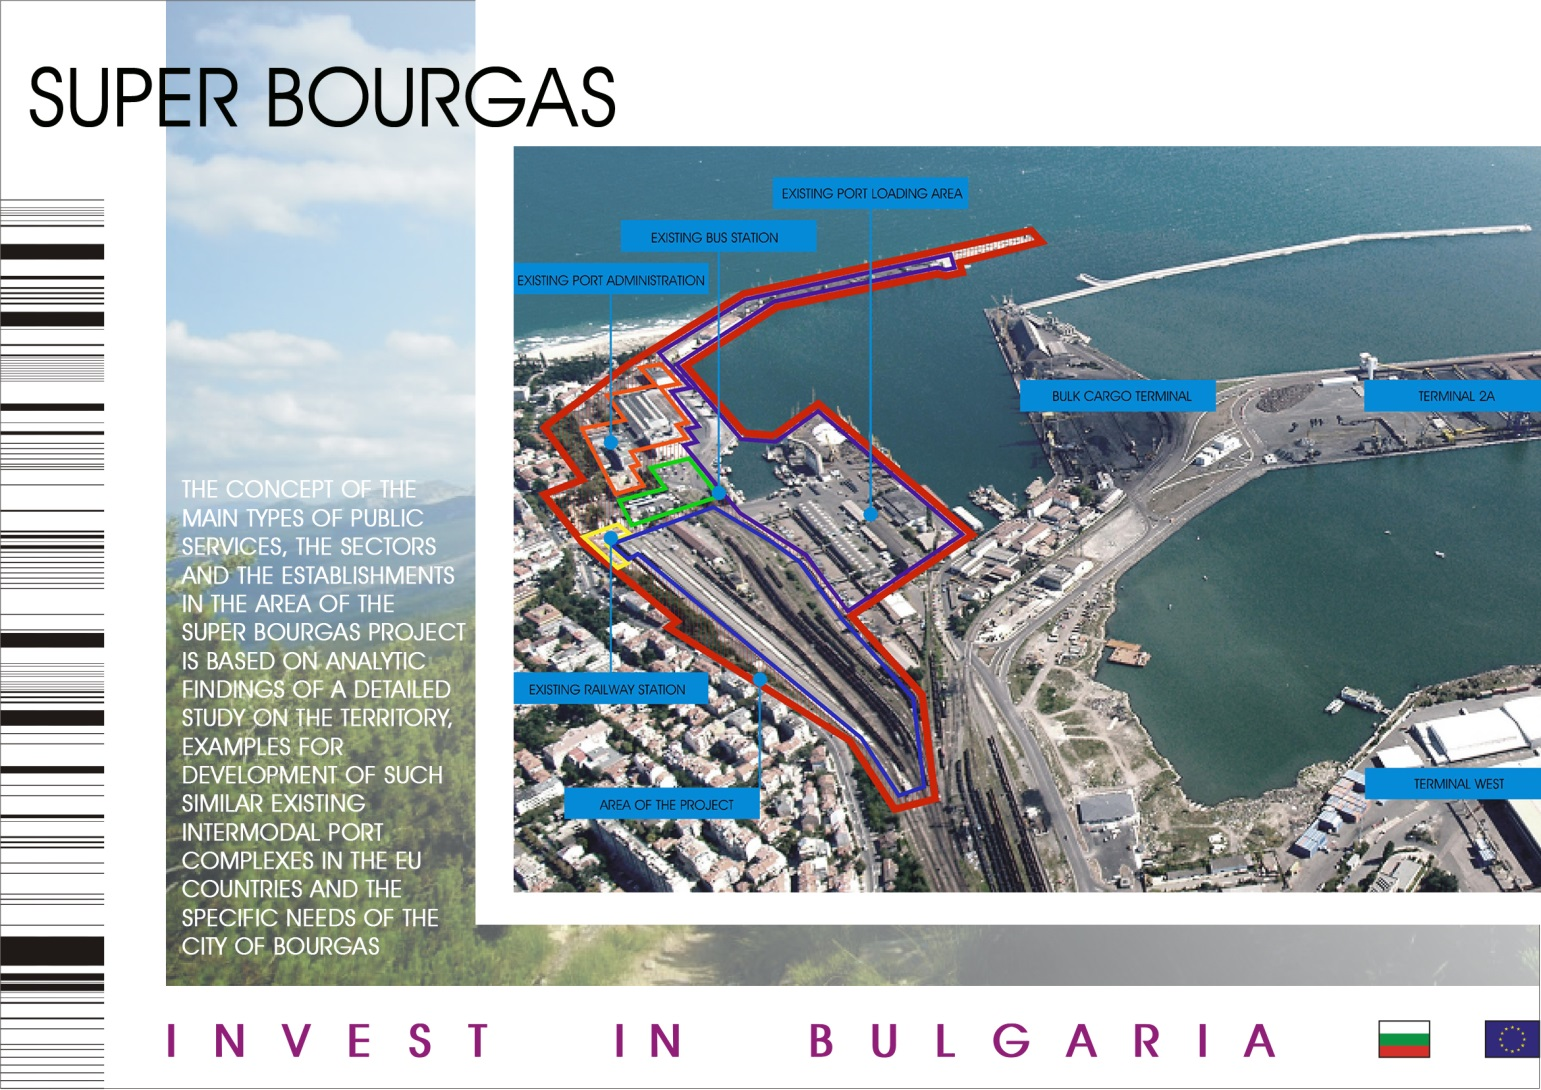 SUPER BOURGAS
EXISTING PORT LOADING AREA
EXISTING BUS STATION
EXISTING PORT ADMINISTRATION
BULK CARGO TERMINAL
TERMINAL 2A
THE CONCEPT OF THE
MAIN TYPES OF PUBLIC
SERVICES, THE SECTORS
AND THE ESTABLISHMENTS
IN THE AREA OF THE
SUPER BOURGAS PROJECT
IS BASED ON ANALYTIC
FINDINGS OF A DETAILED
STUDY ON THE TERRITORY,
EXAMPLES FOR
DEVELOPMENT OF SUCH
SIMILAR EXISTING
INTERMODAL PORT
COMPLEXES IN THE EU
COUNTRIES AND THE
SPECIFIC NEEDS OF THE
CITY OF BOURGAS
EXISTING RAILWAY STATION
AREA OF THE PROJECT
TERMINAL WEST
INVEST IN BULGARIA